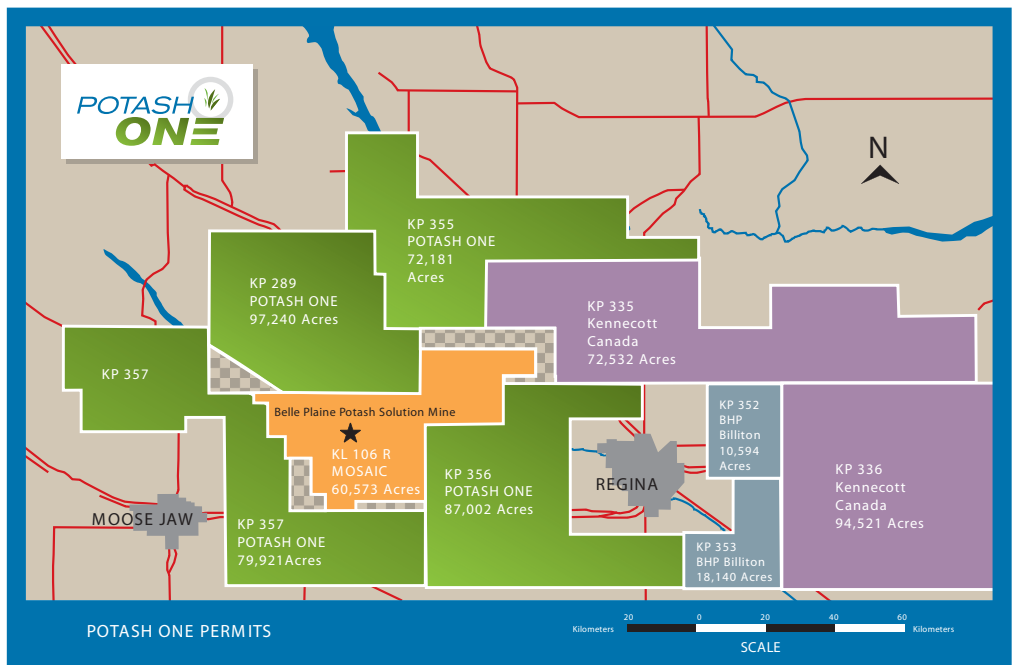 POTASH
ONE
N
KP 355
POTASH ONE
72,181
Acres
KP 289
POTASH ONE
97,240 Acres
KP 335
Kennecott
Canada
72,532 Acres
KP 357
Belle Plaine Potash Solution Mine
KL 106 R
MOSAIC
60,573 Acres
KP 352
BHP
Billiton
10,594
Acres
KP 356
POTASH ONE
87,002 Acres
REGINA
KP 336
Kennecott
Canada
94,521 Acres
MOOSE JAW
KP 357
POTASH ONE
79,921Acres
KP 353
BHP Billiton
18,140 Acres
POTASH ONE PERMITS
20 0 20 40 60
Kilometers Kilometers
SCALE